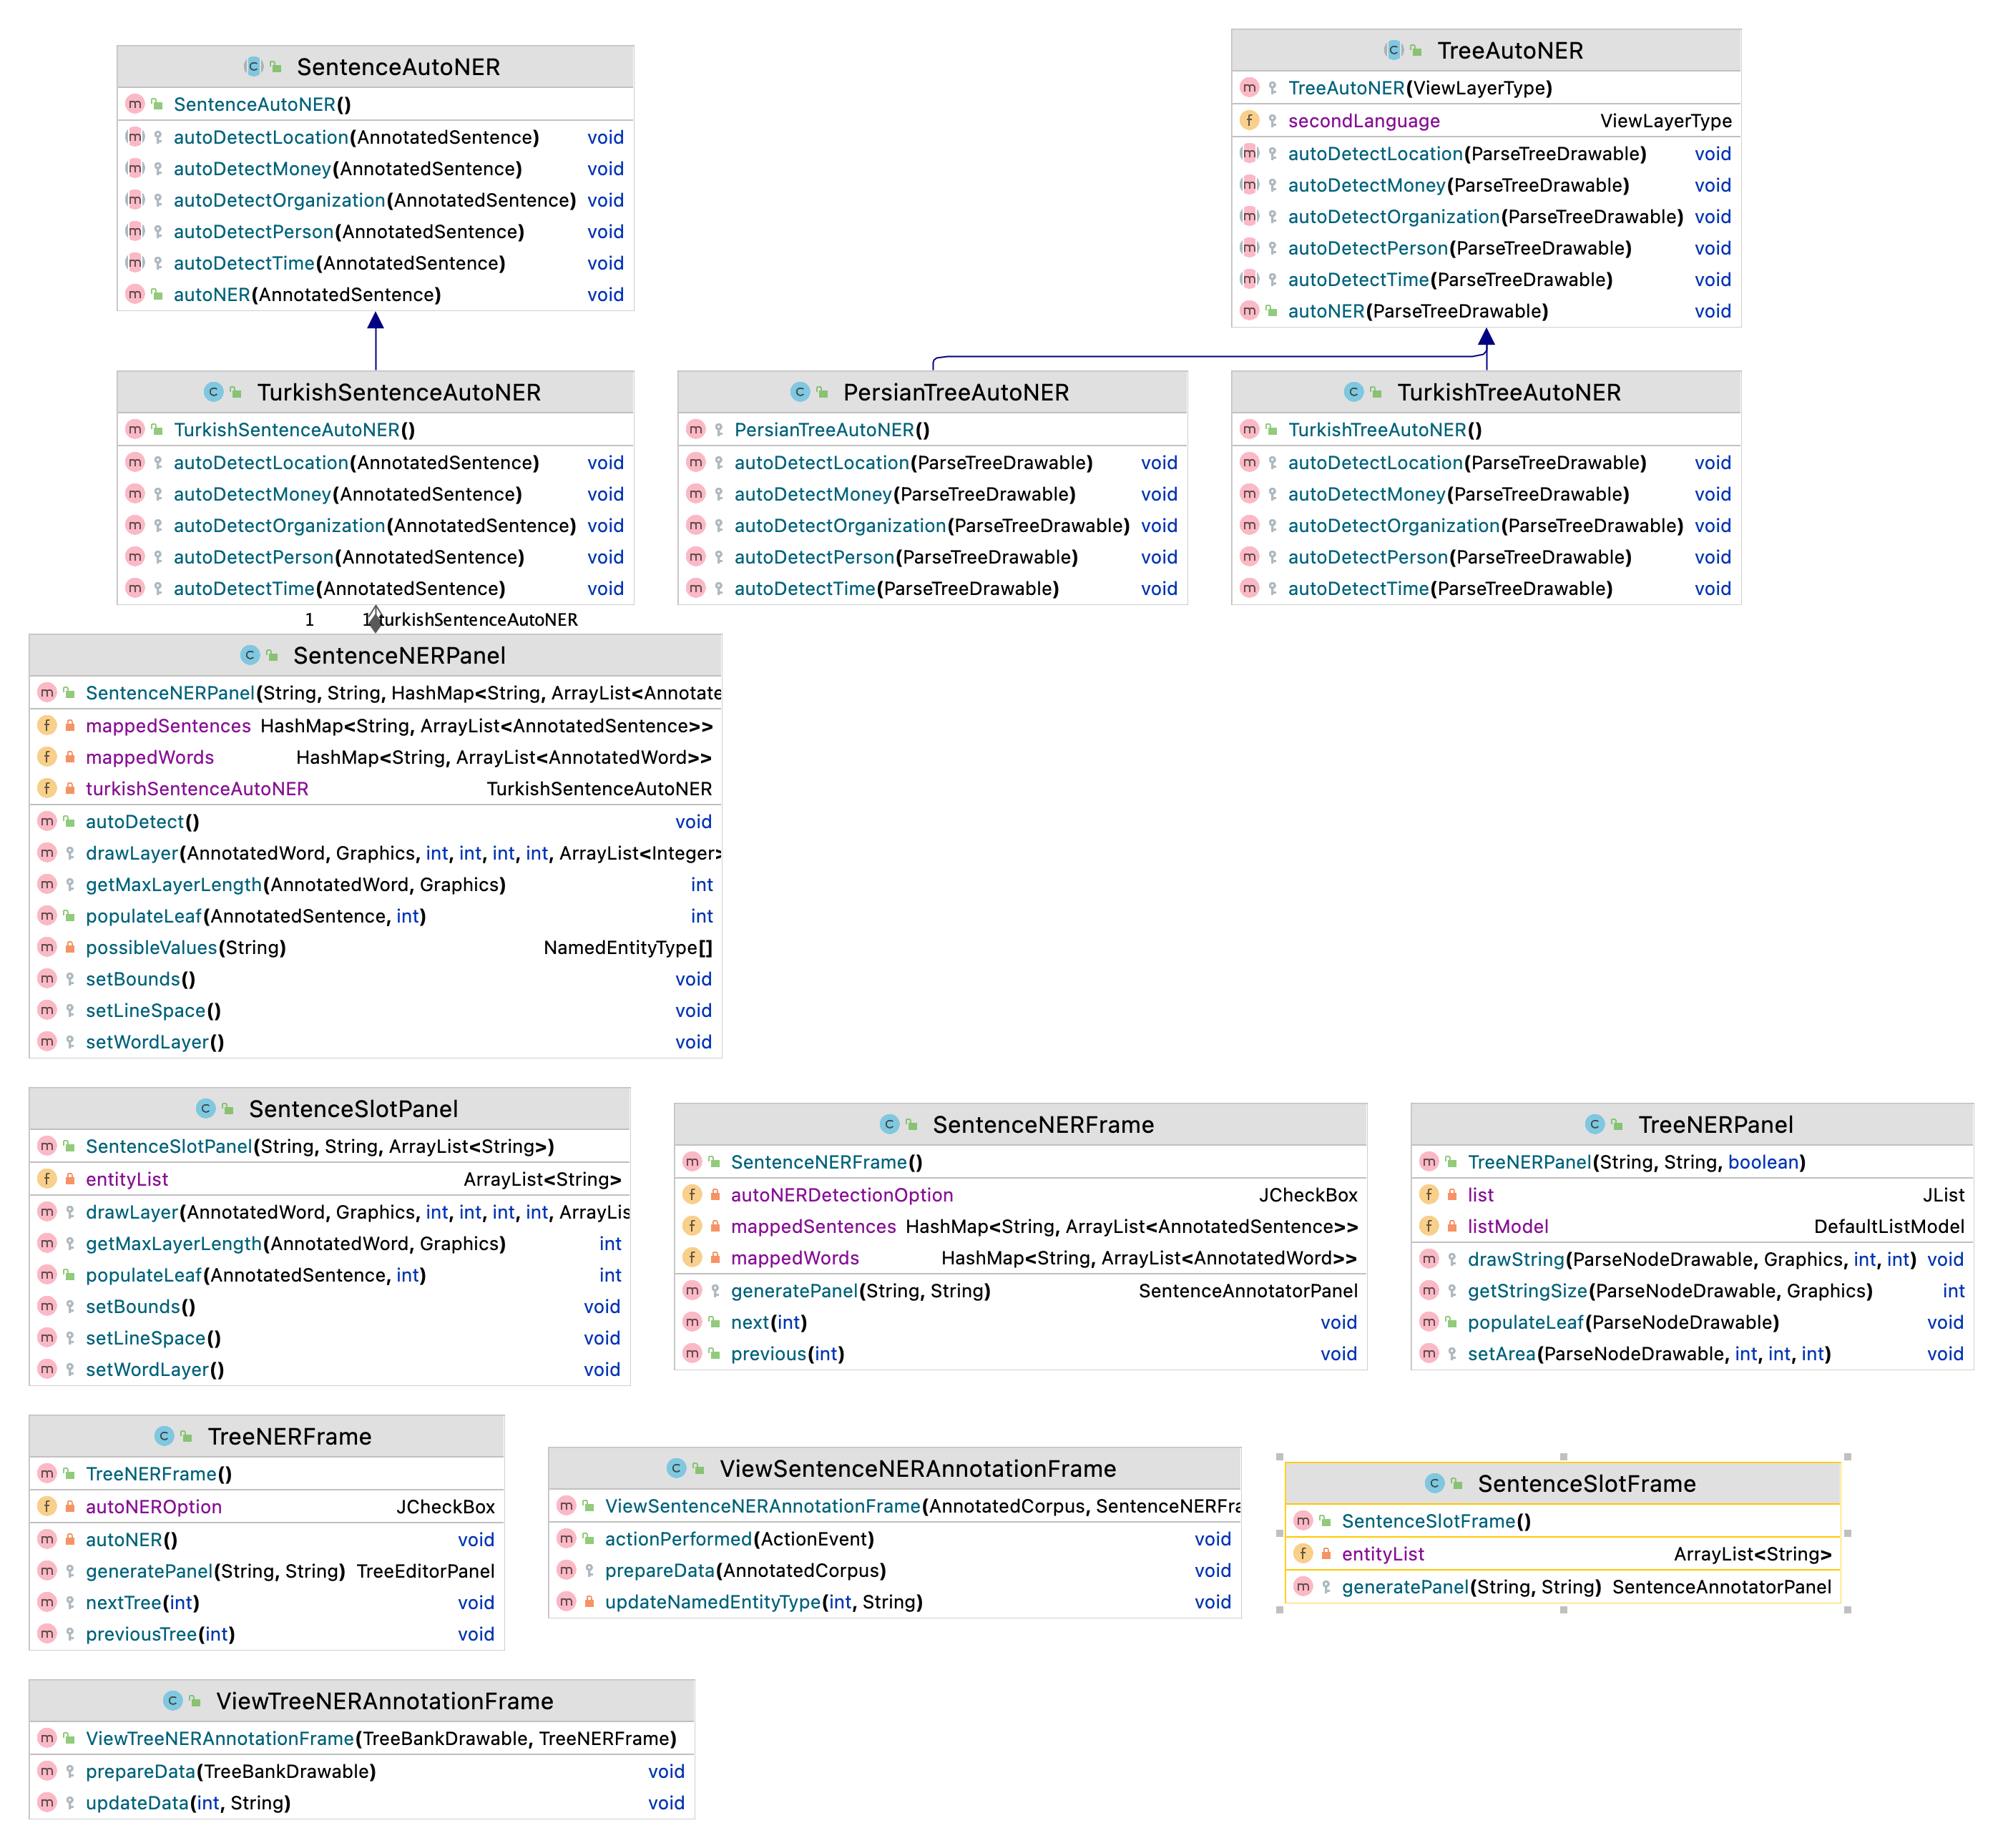 SentenceAutoNER
SentenceAutoNER()
autoDetectLocation(AnnotatedSentence) void
autoDetectMoney(AnnotatedSentence) void
autoDetectOrganization(AnnotatedSentence) void
autoDetectPerson(AnnotatedSentence) void
autoDetectTime(AnnotatedSentence) void
autoNER(AnnotatedSentence) void
TreeAutoNER
TreeAutoNER(ViewLayerType)
secondLanguage ViewLayerType
autoDetectLocation(ParseTreeDrawable) void
autoDetectMoney(ParseTreeDrawable) void
autoDetectOrganization(ParseTreeDrawable) void
autoDetectPerson(ParseTreeDrawable) void
autoDetectTime(ParseTreeDrawable) void
autoNER(ParseTreeDrawable) void
TurkishSentenceAutoNER
TurkishSentenceAutoNER()
autoDetectLocation(AnnotatedSentence) void
autoDetectMoney(AnnotatedSentence) void
autoDetectOrganization(AnnotatedSentence) void
autoDetectPerson(AnnotatedSentence) void
autoDetectTime(AnnotatedSentence) void
PersianTreeAutoNER
PersianTreeAutoNER()
autoDetectLocation(ParseTreeDrawable) void
autoDetectMoney(ParseTreeDrawable) void
autoDetectOrganization(ParseTreeDrawable) void
autoDetectPerson(ParseTreeDrawable) void
autoDetectTime(ParseTreeDrawable) void
TurkishTreeAutoNER
TurkishTreeAutoNER()
autoDetectLocation(ParseTreeDrawable) void
autoDetectMoney(ParseTreeDrawable) void
autoDetectOrganization(ParseTreeDrawable) void
autoDetectPerson(ParseTreeDrawable) void
autoDetectTime(ParseTreeDrawable) void
1 1 turkishSentenceAutoNER
SentenceNERPanel
SentenceNERPanel(String, String, HashMap<String, ArrayList<Annotate
mappedSentences HashMap<String, ArrayList<AnnotatedSentence>>
mappedWords HashMap<String, ArrayList<AnnotatedWord>>
turkishSentenceAutoNER TurkishSentenceAutoNER
autoDetect() void
drawLayer(AnnotatedWord, Graphics, int, int, int, int, ArrayList<Integer>
getMaxLayerLength(AnnotatedWord, Graphics) int
populateLeaf(AnnotatedSentence, int) int
possibleValues(String) NamedEntityType[]
setBounds() void
setLineSpace() void
setWordLayer() void
SentenceSlotPanel
SentenceSlotPanel(String, String, ArrayList<String>)
entityList ArrayList<String>
drawLayer(AnnotatedWord, Graphics, int, int, int, int, ArrayLis
getMaxLayerLength(AnnotatedWord, Graphics) int
populateLeaf(AnnotatedSentence, int) int
setBounds() void
setLineSpace() void
setWordLayer() void
SentenceNERFrame
SentenceNERFrame()
autoNERDetectionOption JCheckBox
mappedSentences HashMap<String, ArrayList<AnnotatedSentence>>
mappedWords HashMap<String, ArrayList<AnnotatedWord>>
generatePanel(String, String) SentenceAnnotatorPanel
next(int) void
previous(int) void
TreeNERPanel
TreeNERPanel(String, String, boolean)
list JList
listModel DefaultListModel
drawString(ParseNodeDrawable, Graphics, int, int) void
getStringSize(ParseNodeDrawable, Graphics) int
populateLeaf(ParseNodeDrawable) void
setArea(ParseNodeDrawable, int, int, int) void
TreeNERFrame
TreeNERFrame()
autoNEROption JCheckBox
autoNER() void
generatePanel(String, String) TreeEditorPanel
nextTree(int) void
previousTree(int) void
ViewSentenceNERAnnotationFrame
ViewSentenceNERAnnotationFrame(AnnotatedCorpus, SentenceNERFra
actionPerformed(ActionEvent) void
prepareData(AnnotatedCorpus) void
updateNamedEntityType(int, String) void
SentenceSlotFrame
SentenceSlotFrame()
entityList ArrayList<String>
generatePanel(String, String) SentenceAnnotatorPanel
ViewTreeNERAnnotationFrame
ViewTreeNERAnnotationFrame(TreeBankDrawable, TreeNERFrame)
prepareData(TreeBankDrawable) void
updateData(int, String) void